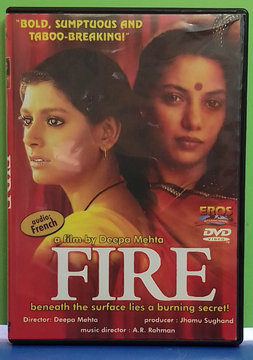 "BOLD, SUMPTUOUS AND
TABOO-BREAKING!"
FIRE
audio:
French
EROS
DVD
VIDEO
a film by Deepa Mehta
FIRE
beneath the surface lies a burning secret!
Director: Deepa Mehta producer : Jhamu Sughand
music director : A.R. Rahman